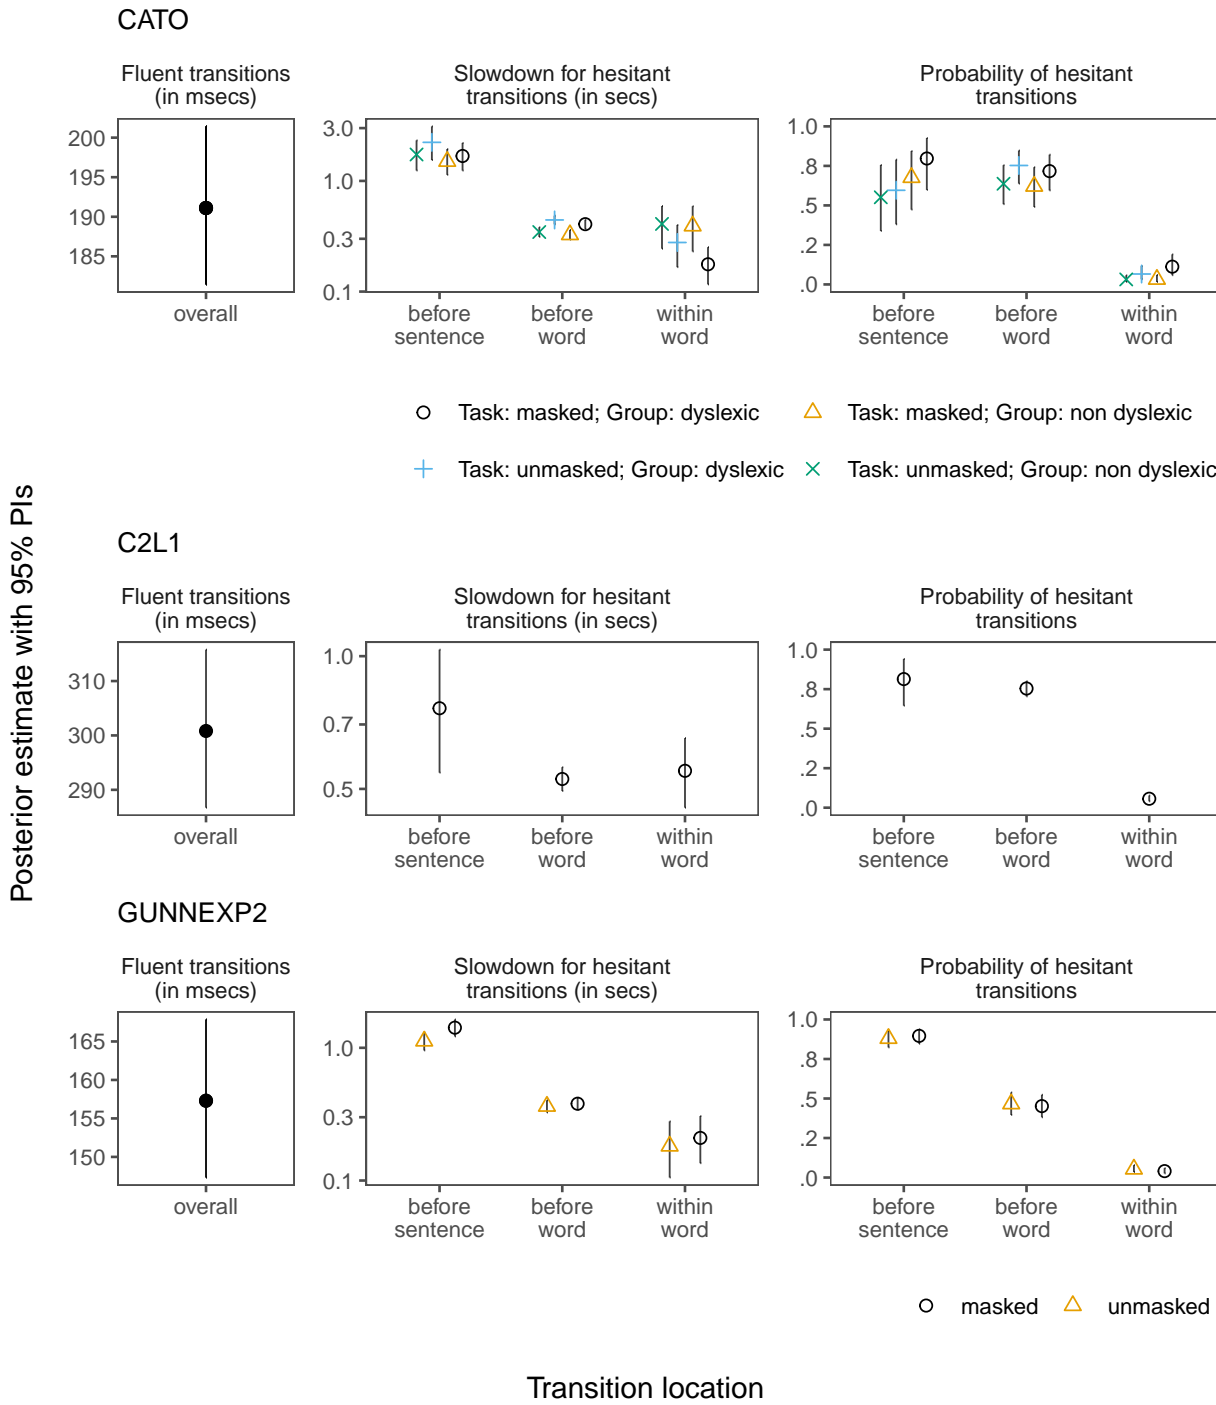 CATO
Fluent transitions
(in msecs)
Slowdown for hesitant
transitions (in secs)
Probability of hesitant
transitions
200
195
190
185
overall
3.0
1.0
0.3
0.1
before
sentence
before
word
within
word
1.0
.8
.5
.2
.0
before
sentence
before
word
within
word
Task: masked; Group: dyslexic
Task: masked; Group: non dyslexic
Task: unmasked; Group: dyslexic
Task: unmasked; Group: non dyslexic
Posterior estimate with 95% PIs
C2L1
Fluent transitions
(in msecs)
Slowdown for hesitant
transitions (in secs)
Probability of hesitant
transitions
310
300
290
overall
1.0
0.7
0.5
before
sentence
before
word
within
word
1.0
.8
.5
.2
.0
before
sentence
before
word
within
word
GUNNEXP2
Fluent transitions
(in msecs)
Slowdown for hesitant
transitions (in secs)
Probability of hesitant
transitions
165
160
155
150
overall
1.0
0.3
0.1
before
sentence
before
word
within
word
1.0
.8
.5
.2
.0
before
sentence
before
word
within
word
masked
unmasked
Transition location